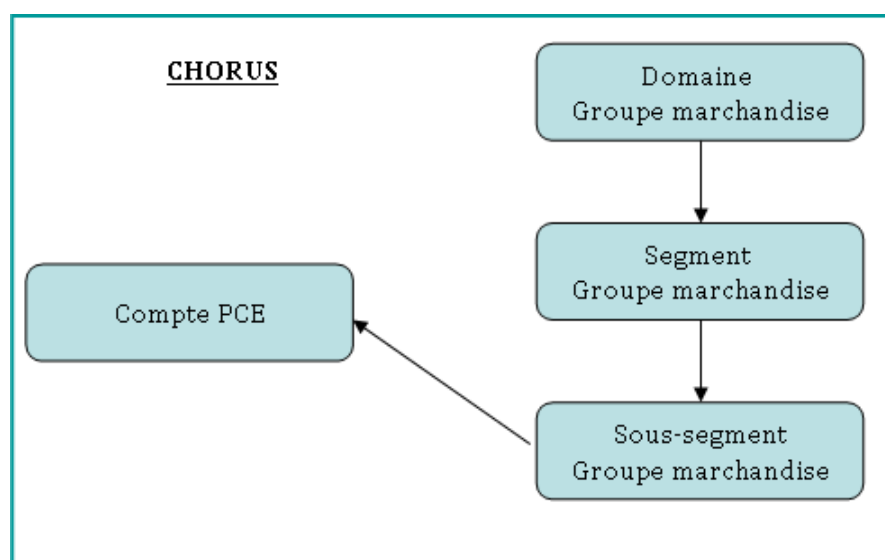 CHORUS
Domaine
Groupe marchandise
Segment
Groupe marchandise
Compte PCE
Sous-segment
Groupe marchandise